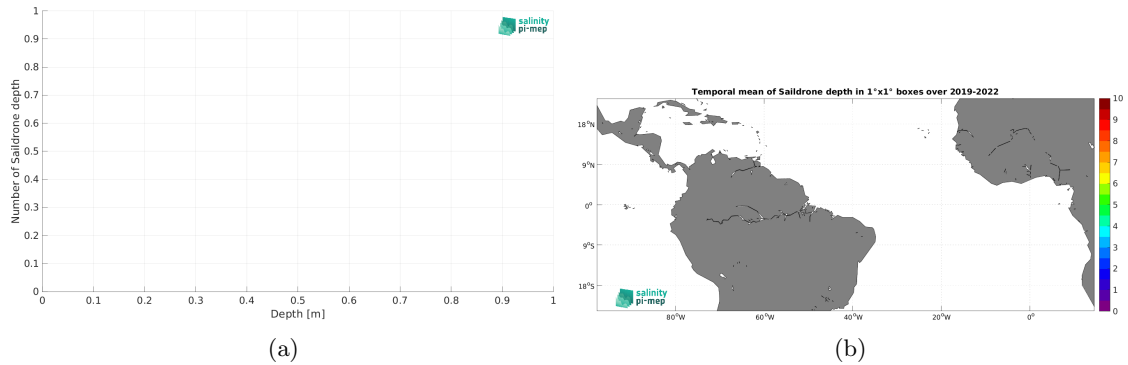 1
0.9
0.8
0.7
0.6
0.5
0.4
0.3
0.2
0.1
0
Number of Saildrone depth
0 0.1 0.2 0.3 0.4 0.5 0.6 0.7 0.8 0.9 1
Depth [m]
salinity
pi-mep
(a)
Temporal mean of Saildrone depth in 1°x1° boxes over 2019-2022
18°N
9°N
0°
9°S
18°S
80°W 60°W 40°W 20°W 0°
salinity
pi-mep
10
9
8
7
6
5
4
3
2
1
0
(b)